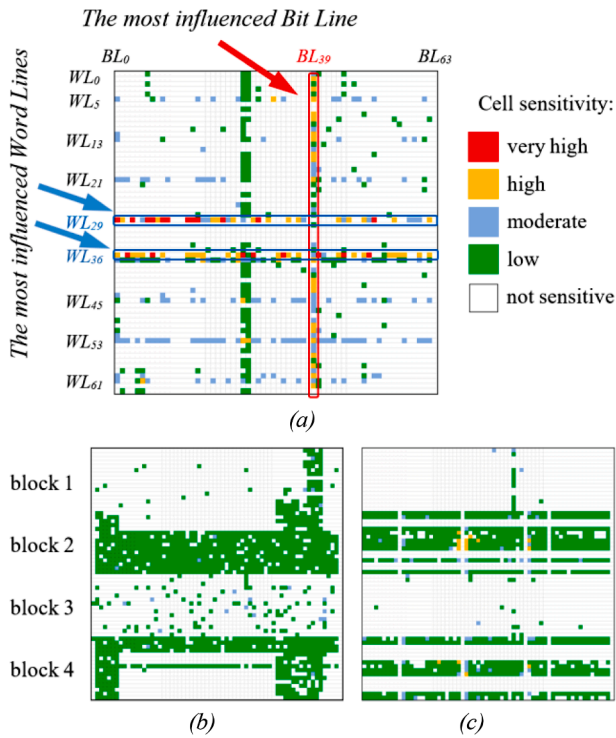 The most influenced Bit Line
(a)
BL0
BL39
BL63
The most influenced Word Lines
WL0
WL5
WL13
WL21
WL29
WL36
WL45
WL53
WL61
Cell sensitivity:
very high
high
moderate
low
not sensitive
(a)
block 1
block 2
block 3
block 4
(b)
(c)